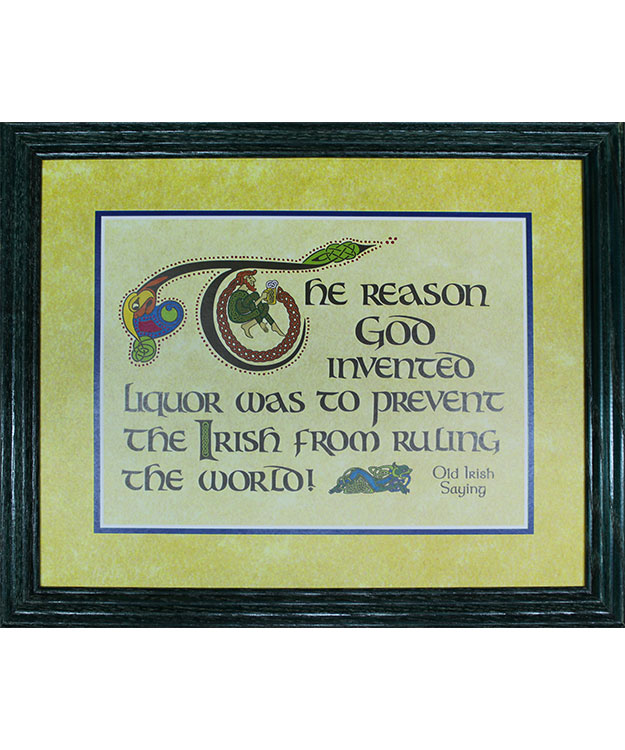 The reason
God
invented
liquor was to prevent
the Irish from ruling
the world!
Old Irish
Saying